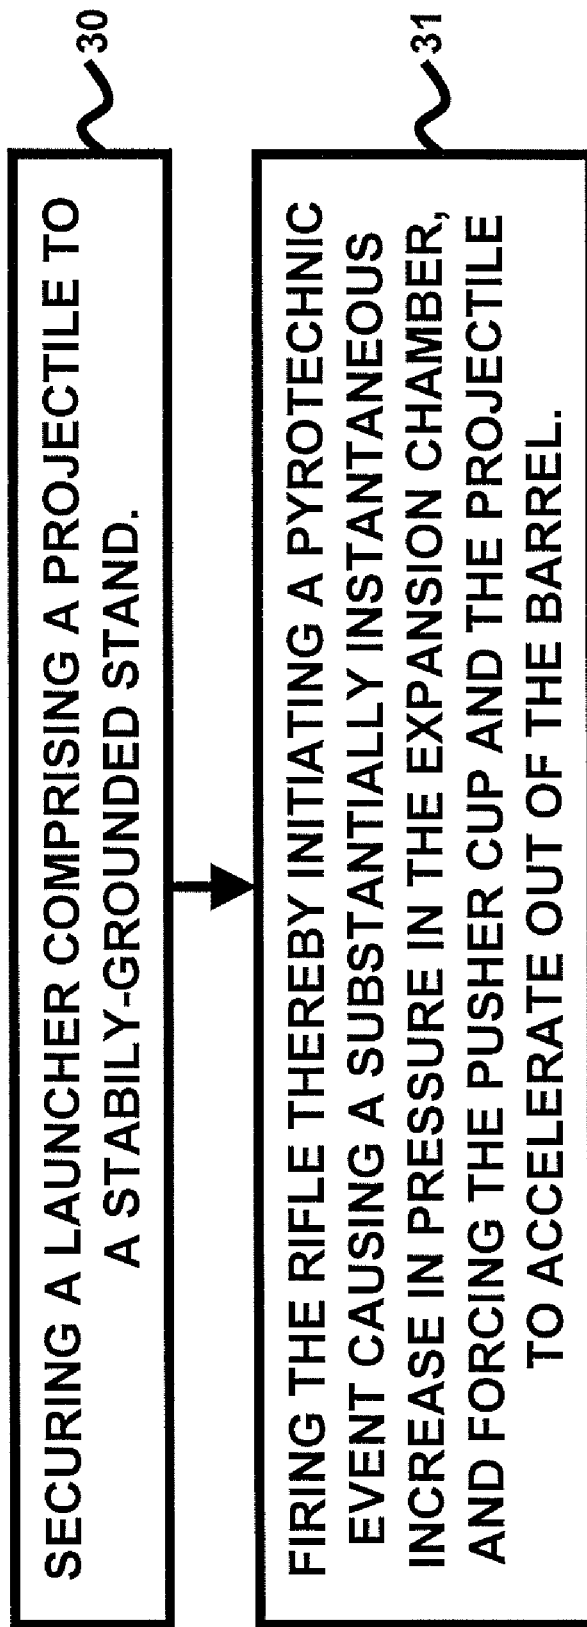 SECURING A LAUNCHER COMPRISING A PROJECTILE TO
A STABILY-GROUNDED STAND.
30
FIRING THE RIFLE THEREBY INITIATING A PYROTECHNIC
EVENT CAUSING A SUBSTANTIALLY INSTANTANEOUS
INCREASE IN PRESSURE IN THE EXPANSION CHAMBER,
AND FORCING THE PUSHER CUP AND THE PROJECTILE
TO ACCELERATE OUT OF THE BARREL.
31